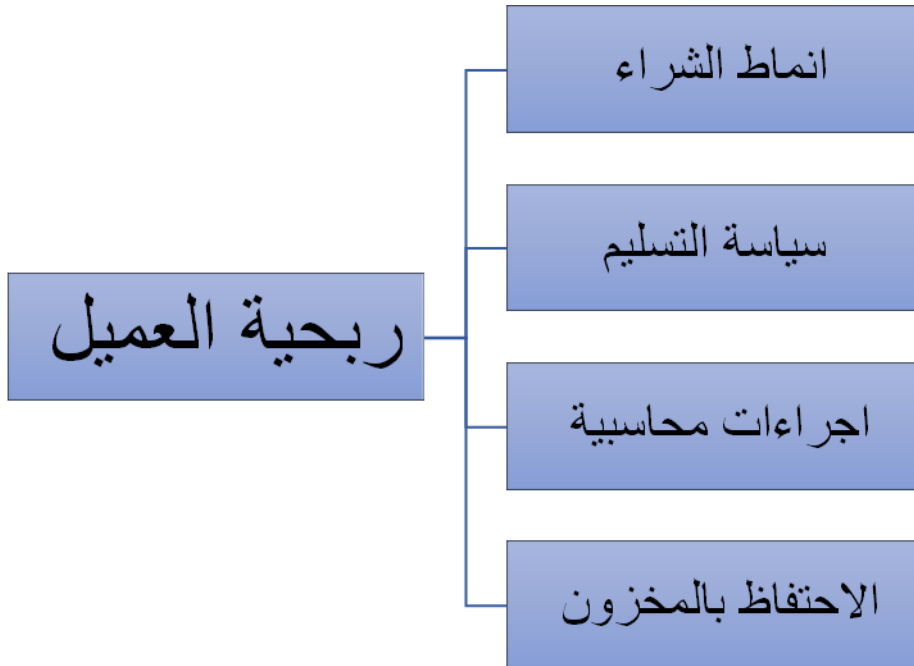 ربحية العميل
انماط الشراء
سياسة التسليم
اجراءات محاسبية
الاحتفاظ بالمخزون